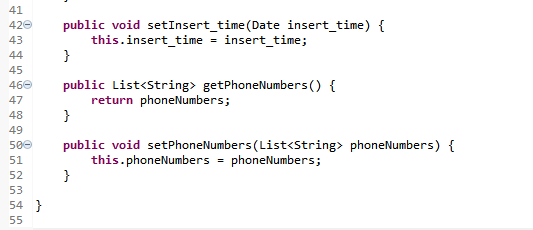 41
42    public void setInsert_time(Date insert_time) {
43        this.insert_time = insert_time;
44    }
45
46    public List<String> getPhoneNumbers() {
47        return phoneNumbers;
48    }
49
50    public void setPhoneNumbers(List<String> phoneNumbers) {
51        this.phoneNumbers = phoneNumbers;
52    }
53
54 }
55